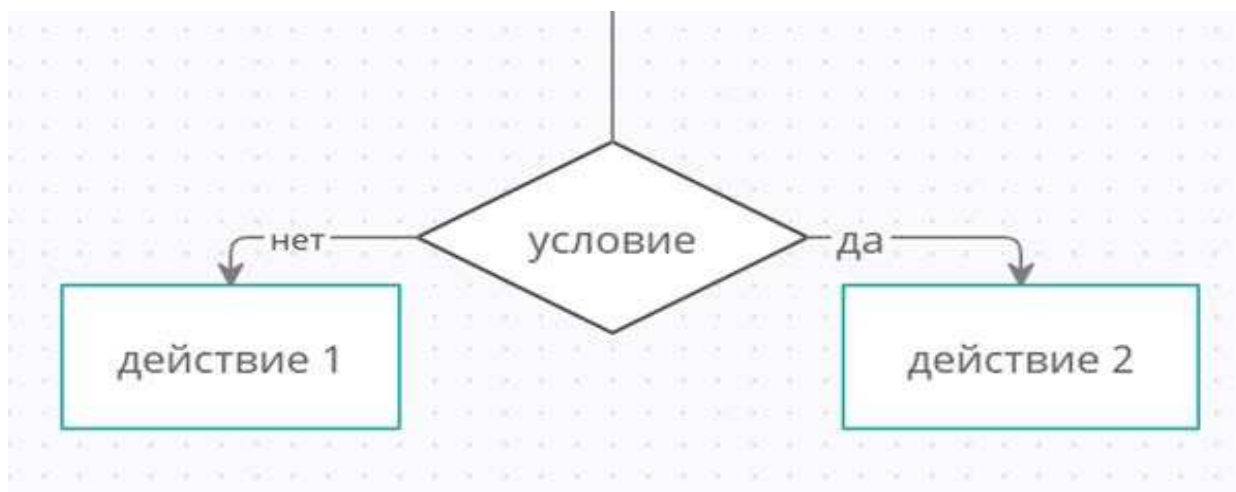 условие
нет
да
действие 1
действие 2